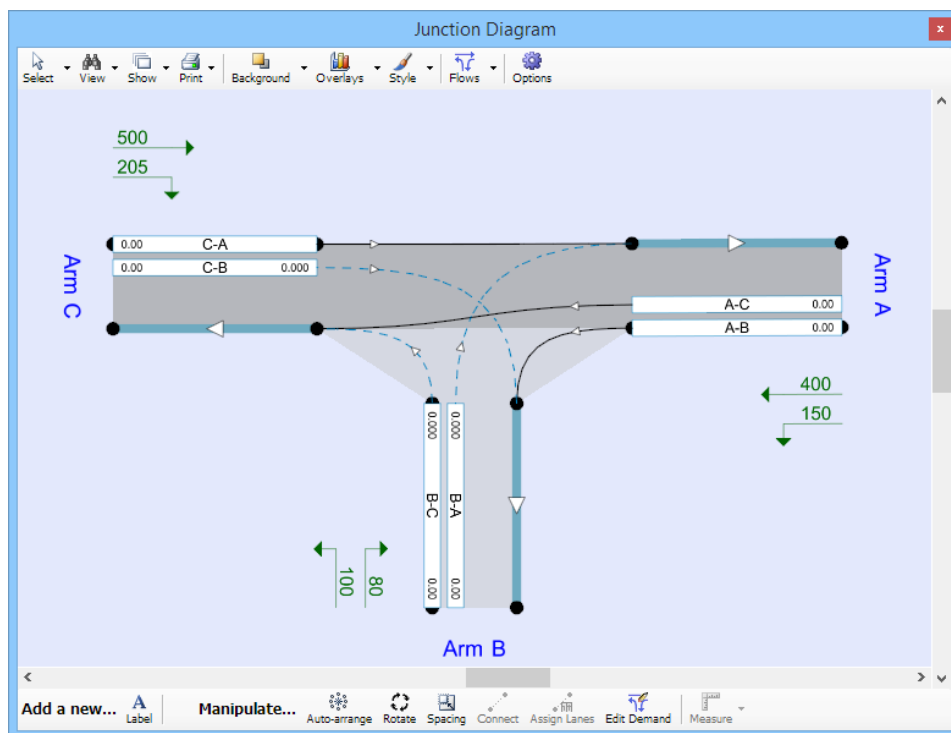 Junction Diagram
x
Select View Show Print Background Overlays Style Flows Options
500
205
0.00 C-A
0.00 C-B 0.000
Arm C
Arm A
A-C 0.00
A-B 0.00
400
150
0.000 B-C 0.00
0.000 B-A 0.00
100
80
Arm B
Add a new... A Label Manipulate... Auto-arrange Rotate Spacing Connect Assign Lanes Edit Demand Measure